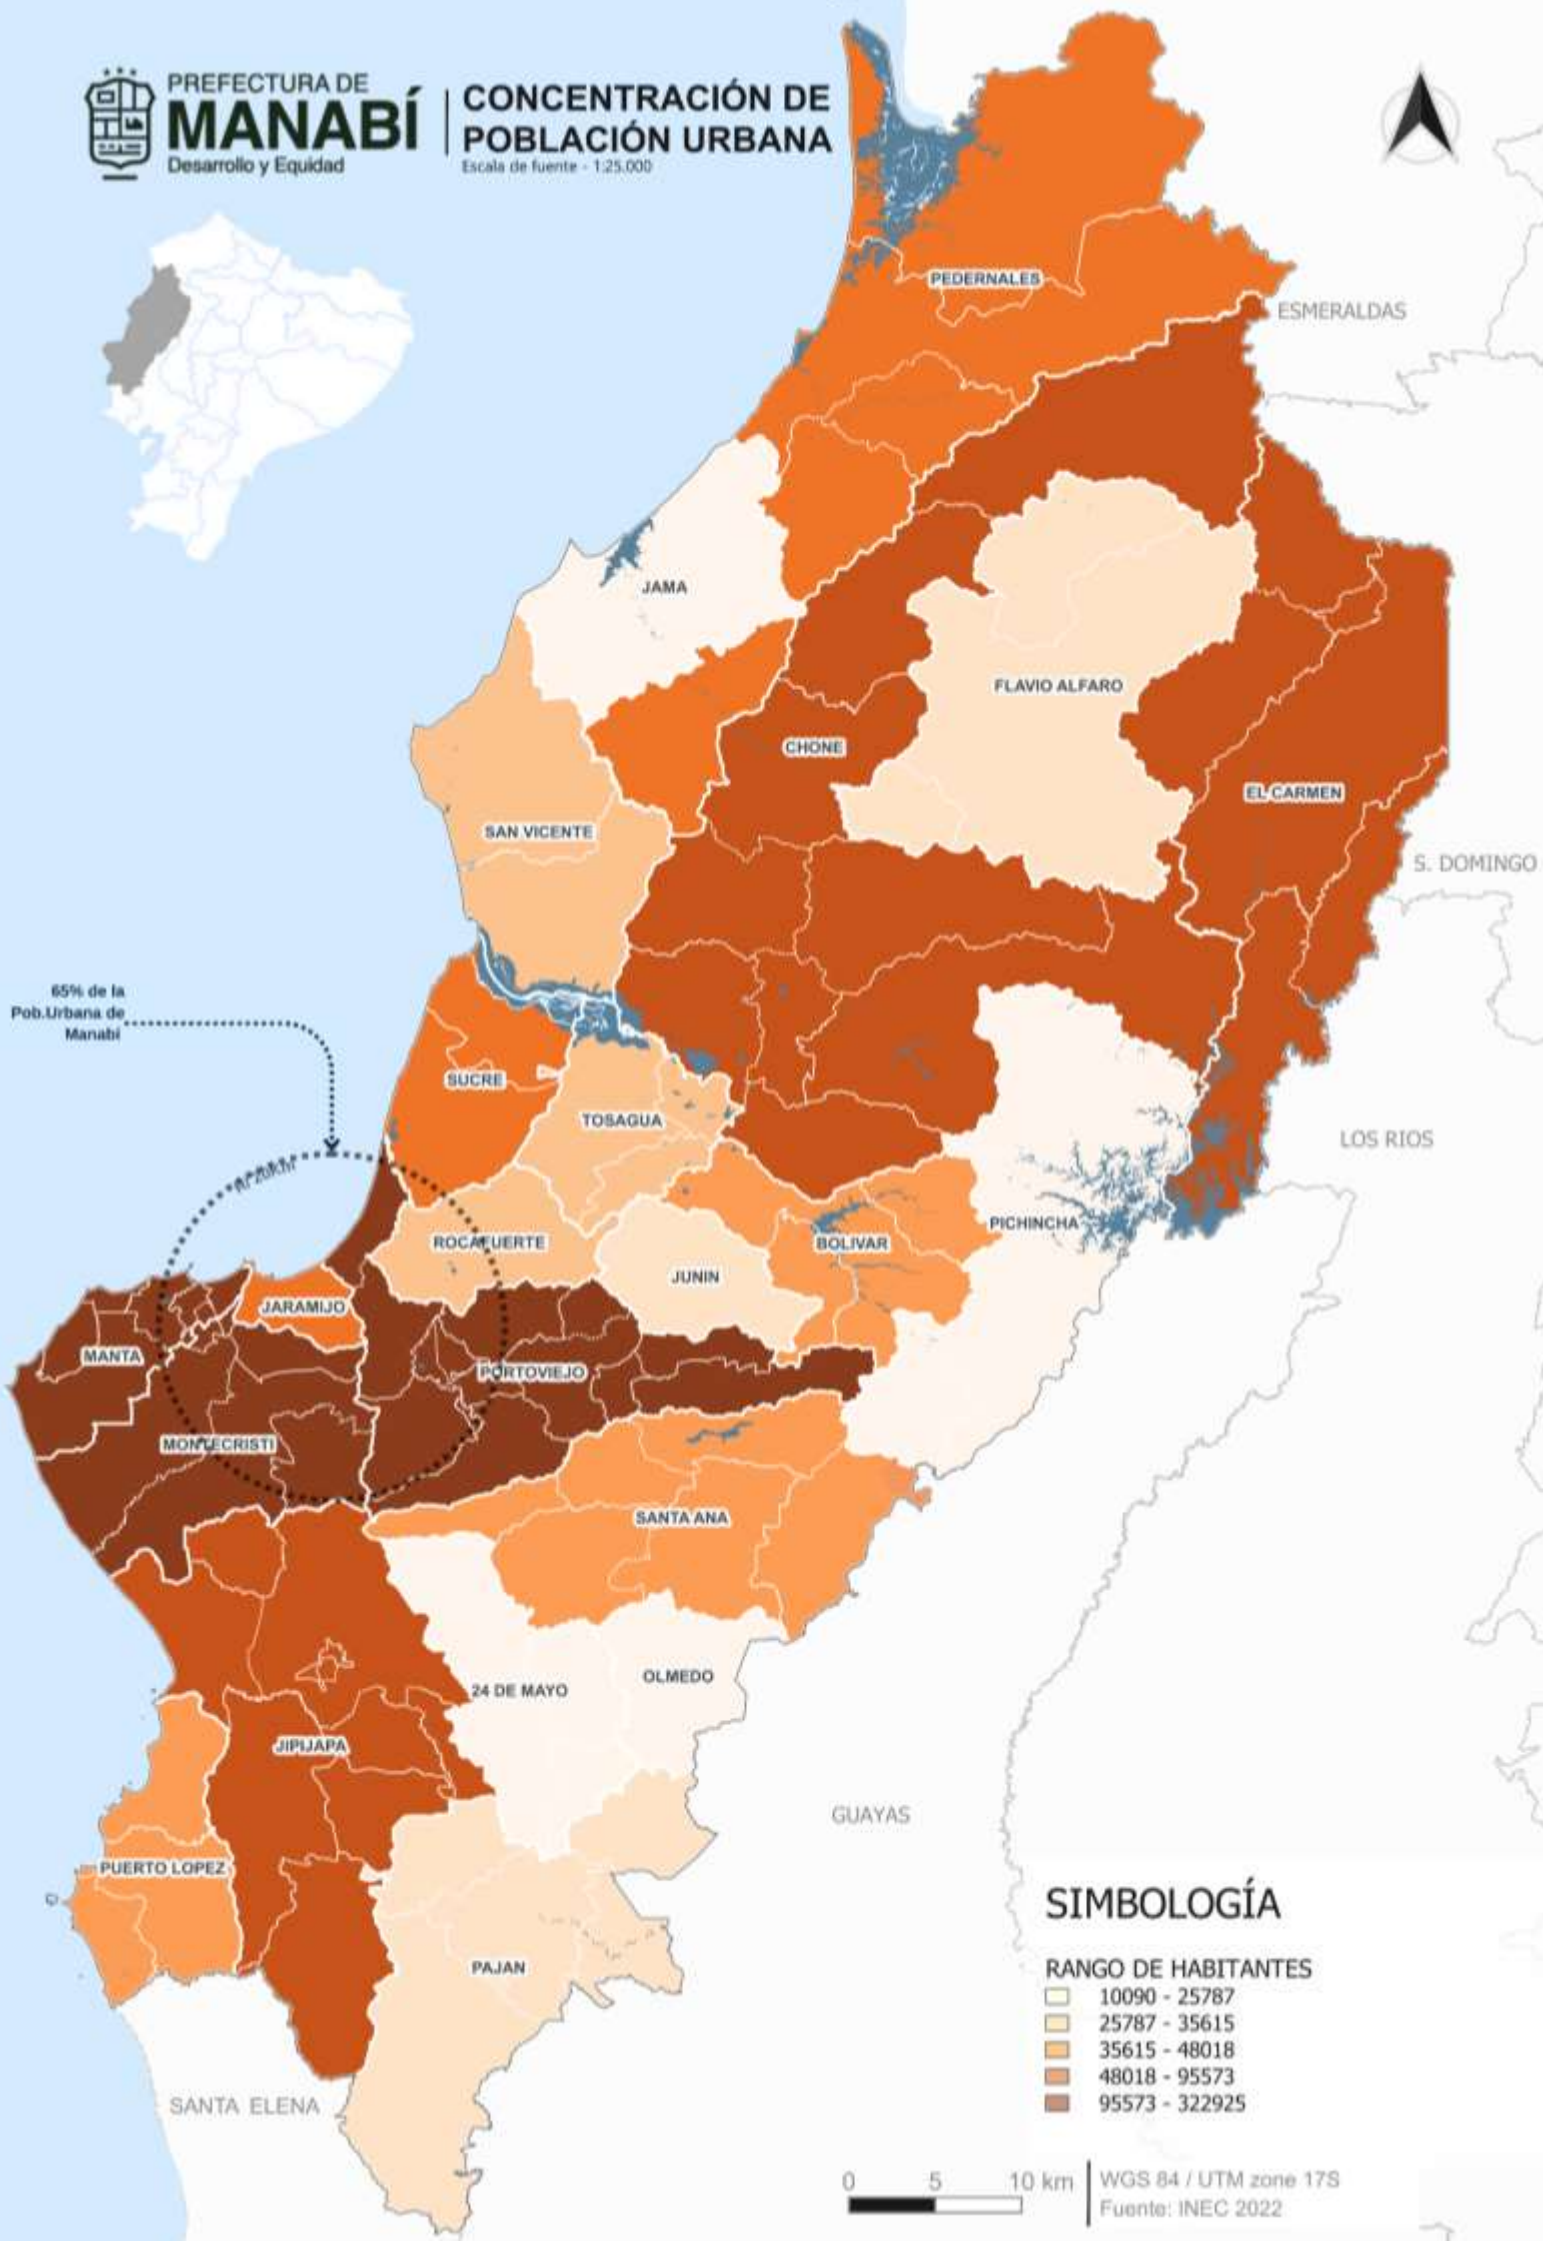 PREFECTURA DE
MANABÍ
Desarrollo y Equidad
CONCENTRACIÓN DE
POBLACIÓN URBANA
Escala de fuente - 1:25.000
PEDERNALES
ESMERALDAS
JAMA
FLAVIO ALFARO
CHONE
EL CARMEN
SAN VICENTE
S. DOMINGO
65% de la
Pob.Urbana de
Manabí
SUCRE
TOSAGUA
LOS RIOS
PICHINCHA
ROCAFUERTE
BOLIVAR
JUNIN
JARAMIJO
MANTA
PORTOVIEJO
MONTECRISTI
SANTA ANA
OLMEDO
24 DE MAYO
JIPIJAPA
GUAYAS
PUERTO LOPEZ
PAJAN
SANTA ELENA
SIMBOLOGÍA
RANGO DE HABITANTES
10090 - 25787
25787 - 35615
35615 - 48018
48018 - 95573
95573 - 322925
0 5 10 km
WGS 84 / UTM zone 17S
Fuente: INEC 2022